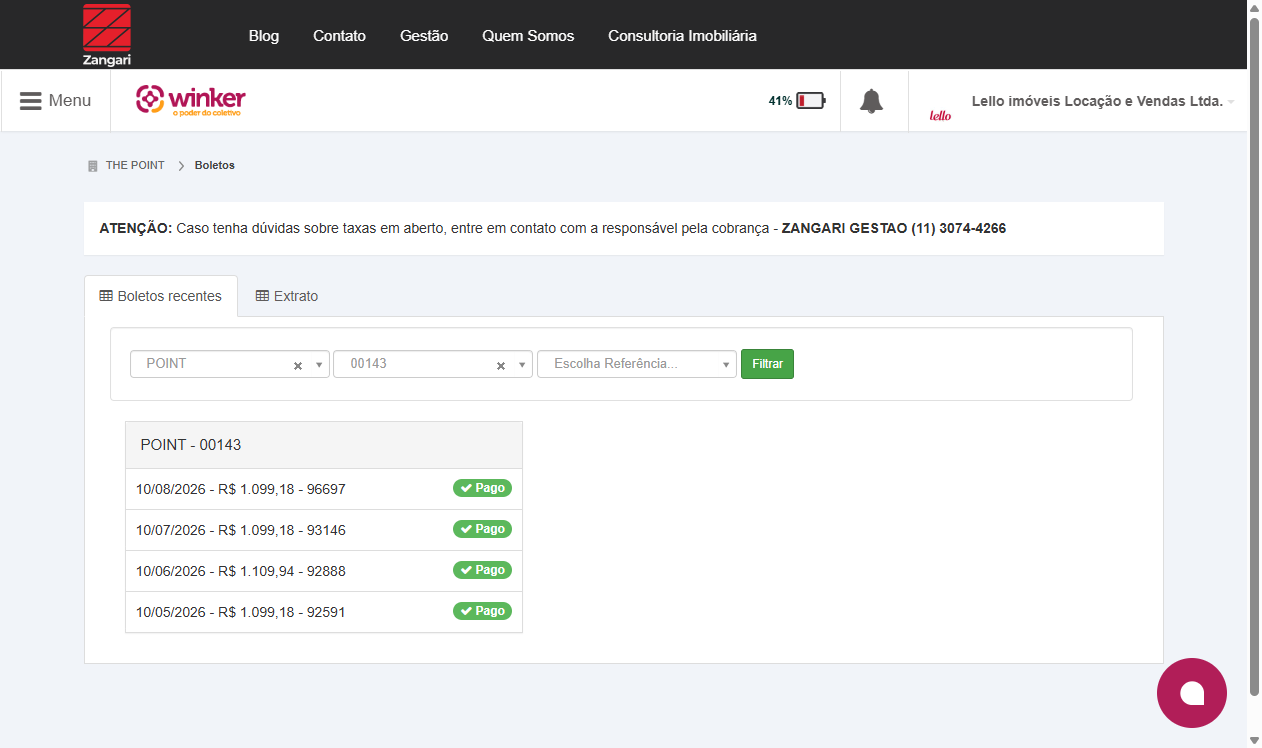 Zangari
Blog Contato Gestão Quem Somos Consultoria Imobiliária
Menu
winker
o poder do coletivo
41%
lello
Lello imóveis Locação e Vendas Ltda.
THE POINT Boletos
ATENÇÃO: Caso tenha dúvidas sobre taxas em aberto, entre em contato com a responsável pela cobrança - ZANGARI GESTAO (11) 3074-4266
Boletos recentes Extrato
POINT × 00143 × Escolha Referência... Filtrar
POINT - 00143
10/08/2026 - R$ 1.099,18 - 96697 Pago
10/07/2026 - R$ 1.099,18 - 93146 Pago
10/06/2026 - R$ 1.109,94 - 92888 Pago
10/05/2026 - R$ 1.099,18 - 92591 Pago